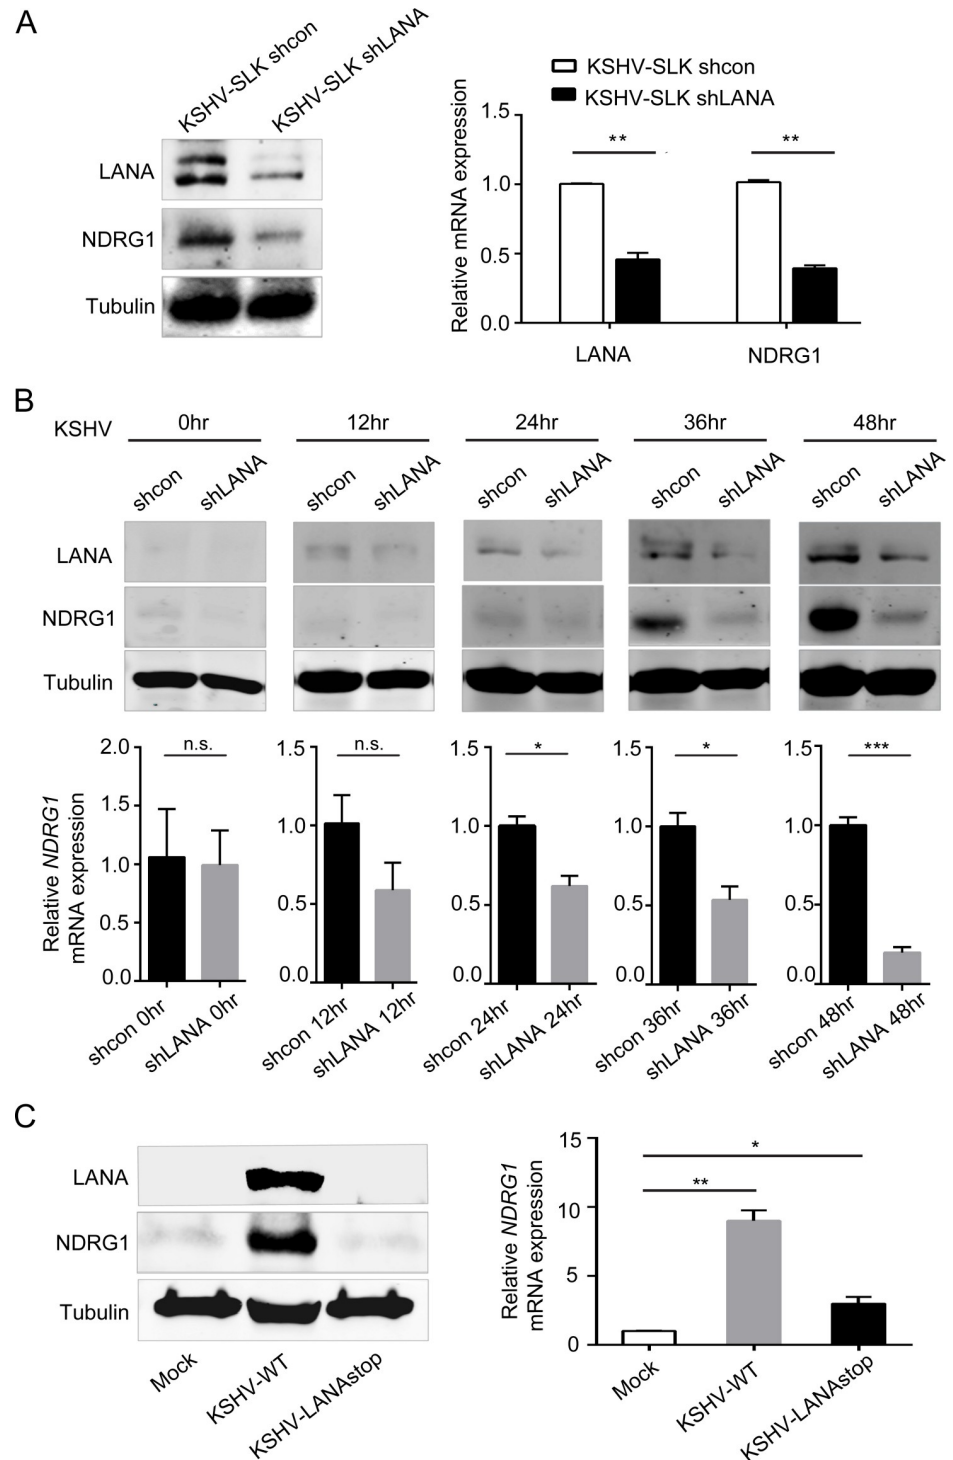 A
KSHV-SLK shcon
KSHV-SLK shLANA
LANA
NDRG1
Tubulin
KSHV-SLK shcon
KSHV-SLK shLANA
Relative mRNA expression
1.5
1.0
0.5
0.0
**
**
LANA
NDRG1
B
KSHV
0hr
12hr
24hr
36hr
48hr
shcon
shLANA
shcon
shLANA
shcon
shLANA
shcon
shLANA
shcon
shLANA
LANA
NDRG1
Tubulin
Relative NDRG1
mRNA expression
2.0
1.5
1.0
0.5
0.0
n.s.
shcon 0hr
shLANA 0hr
1.5
1.0
0.5
0.0
n.s.
shcon 12hr
shLANA 12hr
1.5
1.0
0.5
0.0
*
shcon 24hr
shLANA 24hr
1.5
1.0
0.5
0.0
*
shcon 36hr
shLANA 36hr
1.5
1.0
0.5
0.0
***
shcon 48hr
shLANA 48hr
C
LANA
NDRG1
Tubulin
Mock
KSHV-WT
KSHV-LANAstop
Relative NDRG1
mRNA expression
15
10
5
0
*
**
Mock
KSHV-WT
KSHV-LANAstop